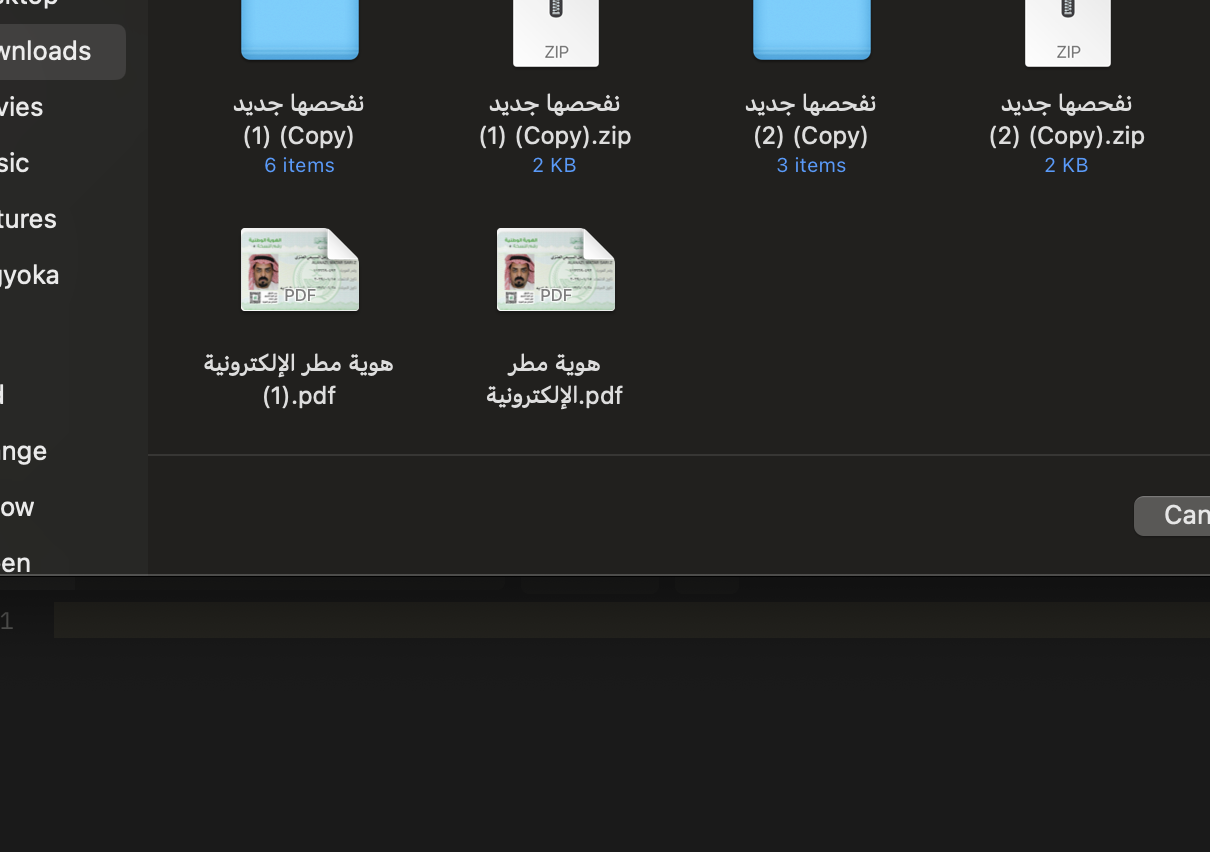 wnloads
ZIP
ZIP
vies
نفحصها جديد
(1) (Copy)
6 items
نفحصها جديد
(1) (Copy).zip
2 KB
نفحصها جديد
(2) (Copy)
3 items
نفحصها جديد
(2) (Copy).zip
2 KB
sic
tures
gyoka
PDF
PDF
هوية مطر الإلكترونية
(1).pdf
هوية مطر
الإلكترونية.pdf
nge
ow
Can
en
1